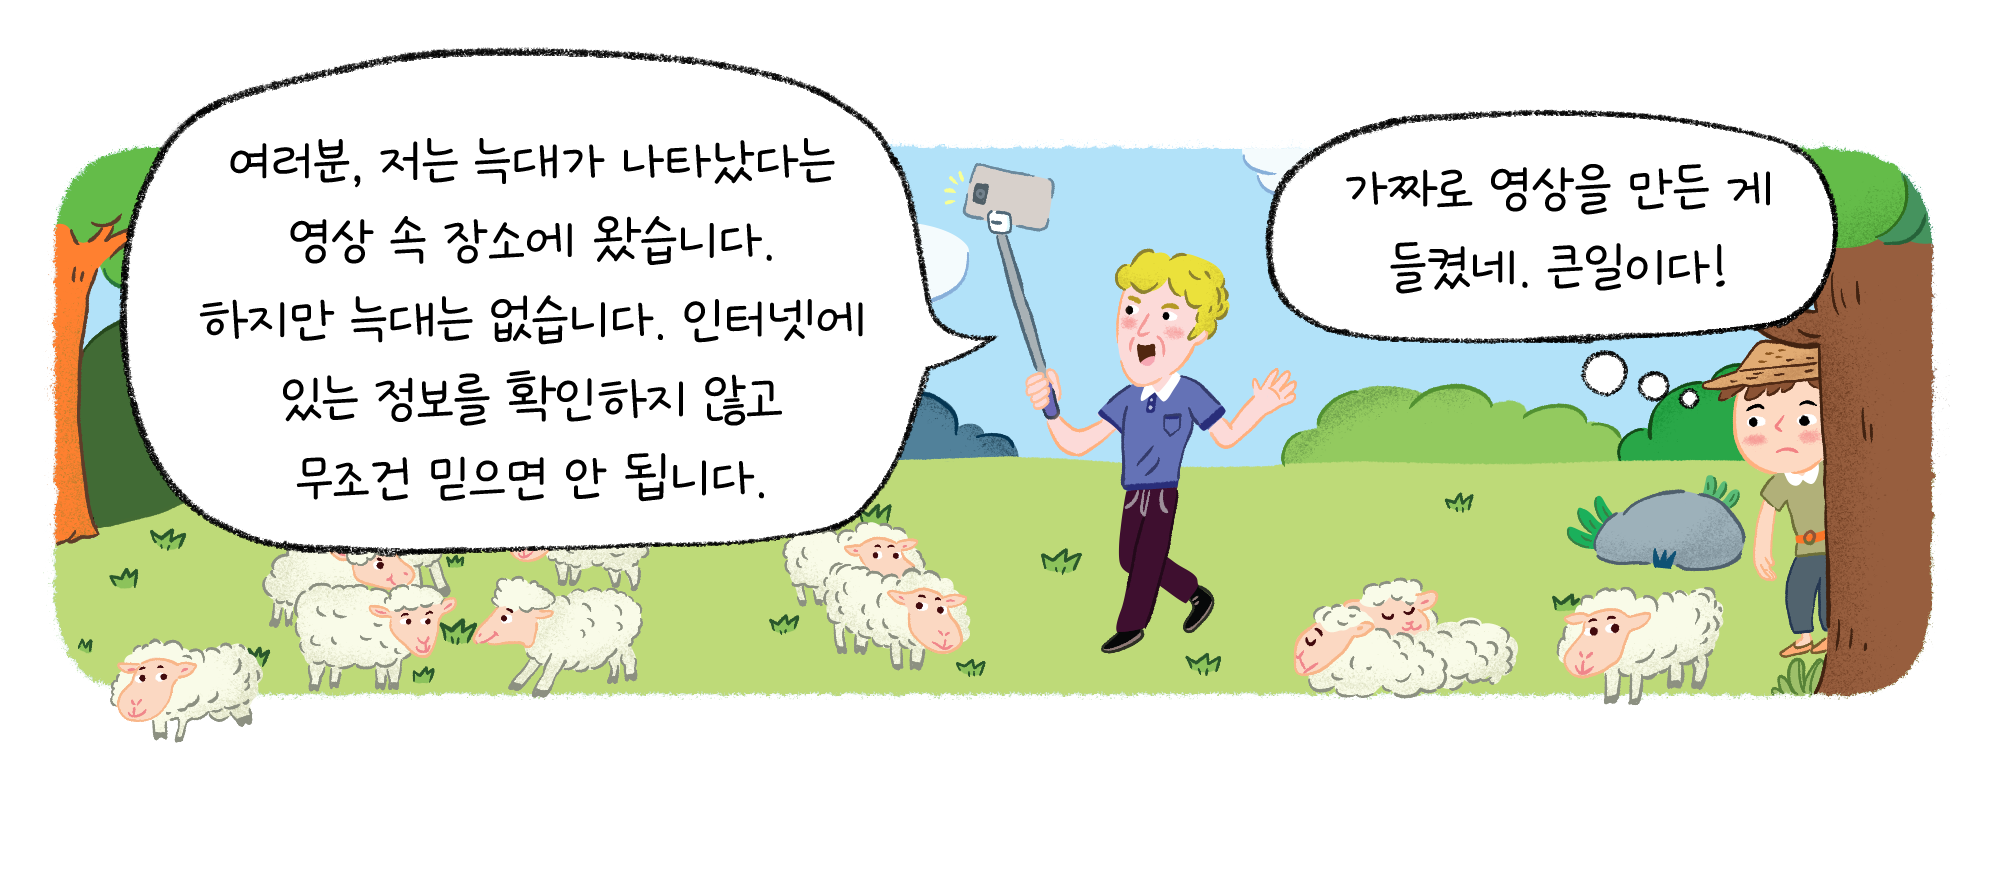 여러분, 저는 늑대가 나타났다는
영상 속 장소에 왔습니다.
하지만 늑대는 없습니다. 인터넷에
있는 정보를 확인하지 않고
무조건 믿으면 안 됩니다.
가짜로 영상을 만든 게
들켰네. 큰일이다!